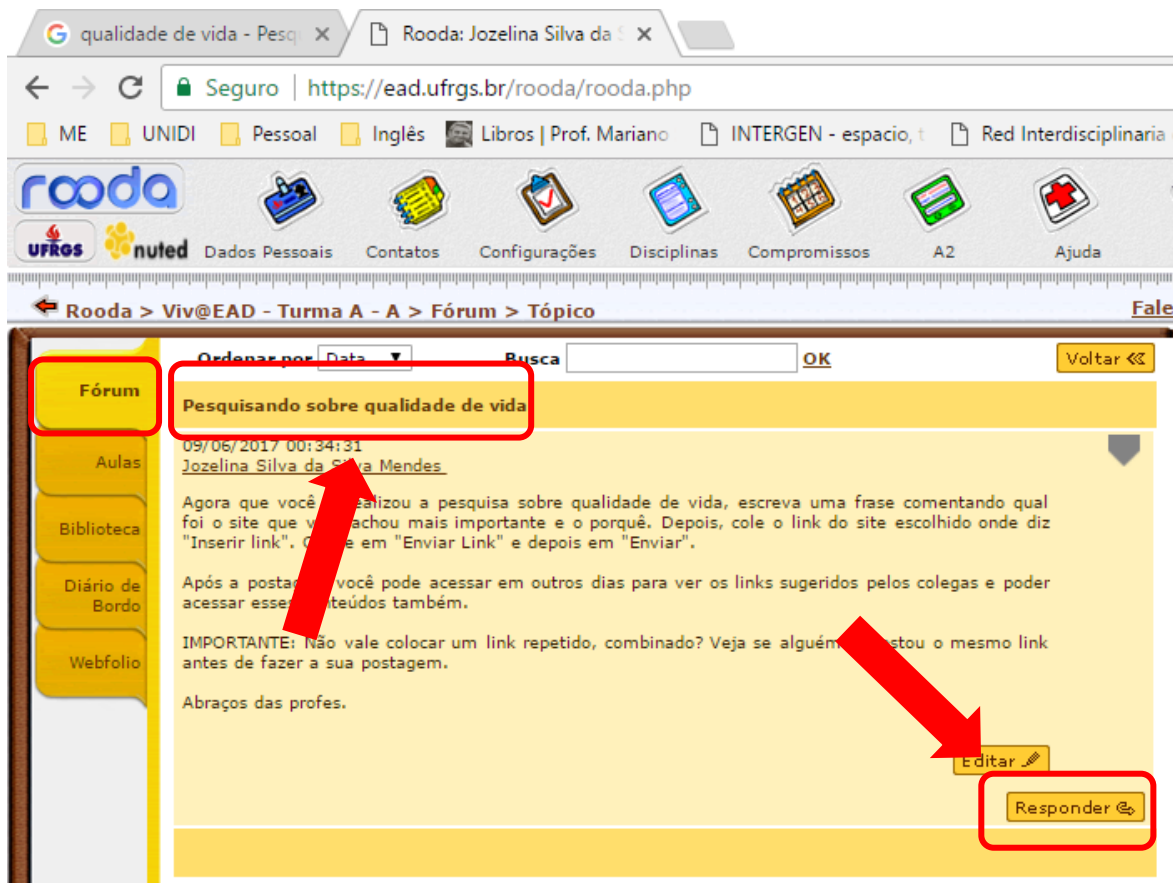 qualidade de vida - Pesq
Rooda: Jozelina Silva da S
Seguro | https://ead.ufrgs.br/rooda/rooda.php
ME UNIDI Pessoal Inglês Libros | Prof. Mariano INTERGEN - espacio, t Red Interdisciplinaria
rooda
UFRGS nuted Dados Pessoais Contatos Configurações Disciplinas Compromissos A2 Ajuda
Rooda > Viv@EAD - Turma A - A > Fórum > Tópico Fale
Ordenar por Data Busca OK Voltar
Fórum
Pesquisando sobre qualidade de vida
09/06/2017 00:34:31
Aulas
Jozelina Silva da Silva Mendes
Agora que você realizou a pesquisa sobre qualidade de vida, escreva uma frase comentando qual
foi o site que achou mais importante e o porquê. Depois, cole o link do site escolhido onde diz
"Inserir link". em "Enviar Link" e depois em "Enviar".
Biblioteca
Após a você pode acessar em outros dias para ver os links sugeridos pelos colegas e poder
acessar esses conteúdos também.
Diário de
Bordo
IMPORTANTE: Não vale colocar um link repetido, combinado? Veja se alguém o mesmo link
antes de fazer a sua postagem.
Webfolio
Abraços das profes.
Editar
Responder